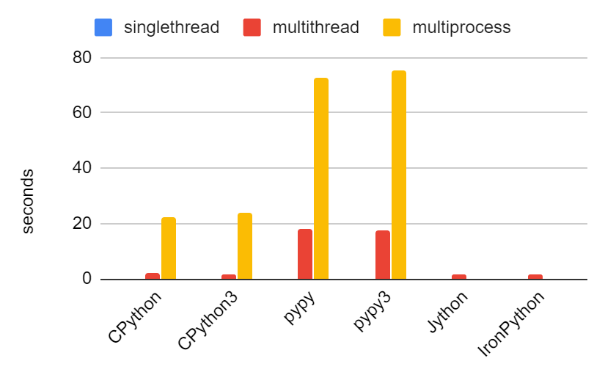 singlethread multithread multiprocess
80
60
40
20
0
seconds
CPython
CPython3
pypy
pypy3
Jython
IronPython